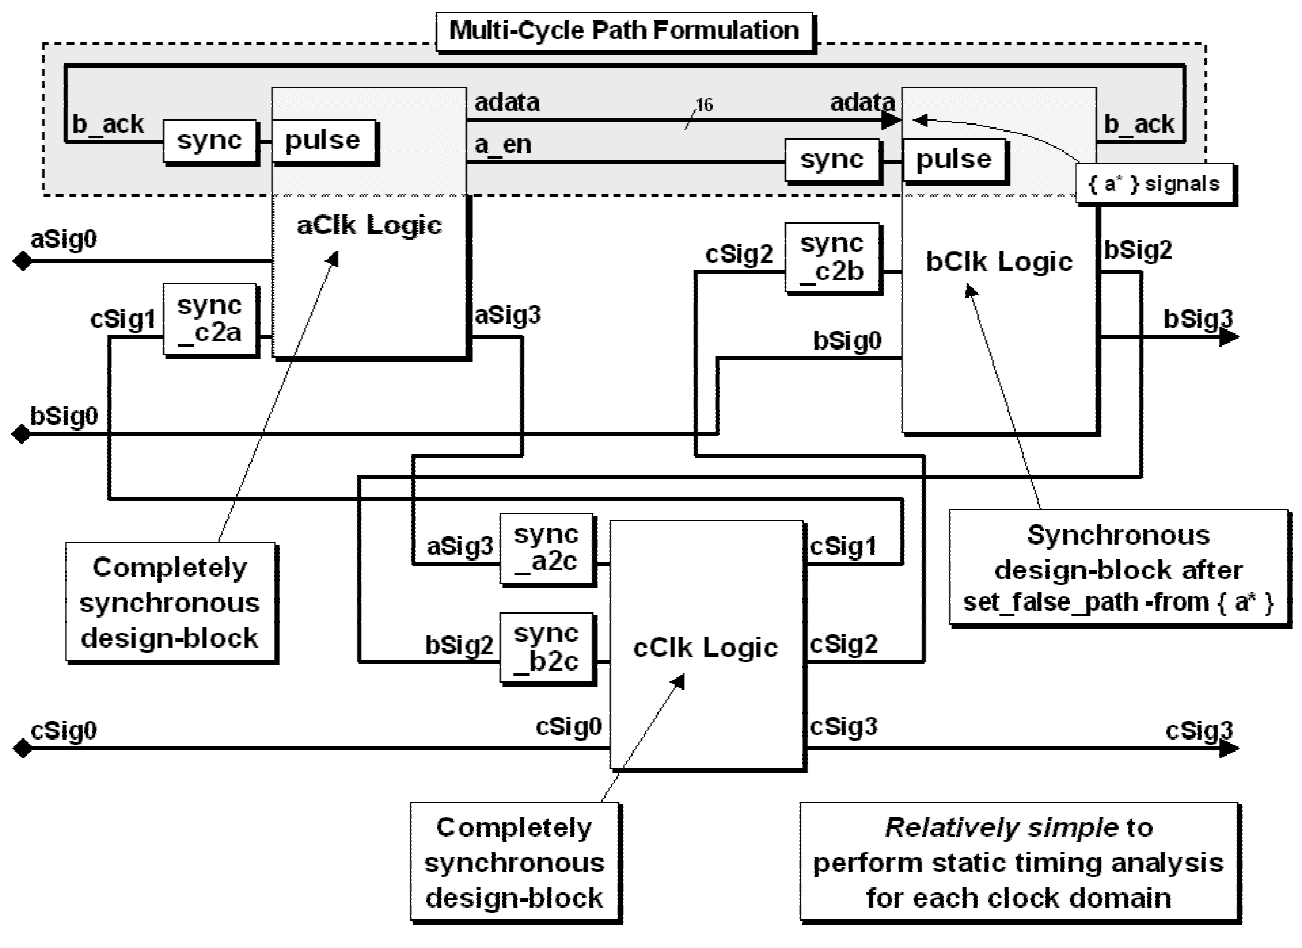 Multi-Cycle Path Formulation
b_ack
sync
pulse
adata
16
adata
a_en
sync
pulse
b_ack
{ a* } signals
aSig0
aClk Logic
cSig1
sync
_c2a
aSig3
cSig2
sync
_c2b
bClk Logic
bSig2
bSig3
bSig0
bSig0
Completely
synchronous
design-block
aSig3
sync
_a2c
cSig1
Synchronous
design-block after
set_false_path -from { a* }
bSig2
sync
_b2c
cClk Logic
cSig2
cSig0
cSig0
cSig3
cSig3
Completely
synchronous
design-block
Relatively simple to
perform static timing analysis
for each clock domain